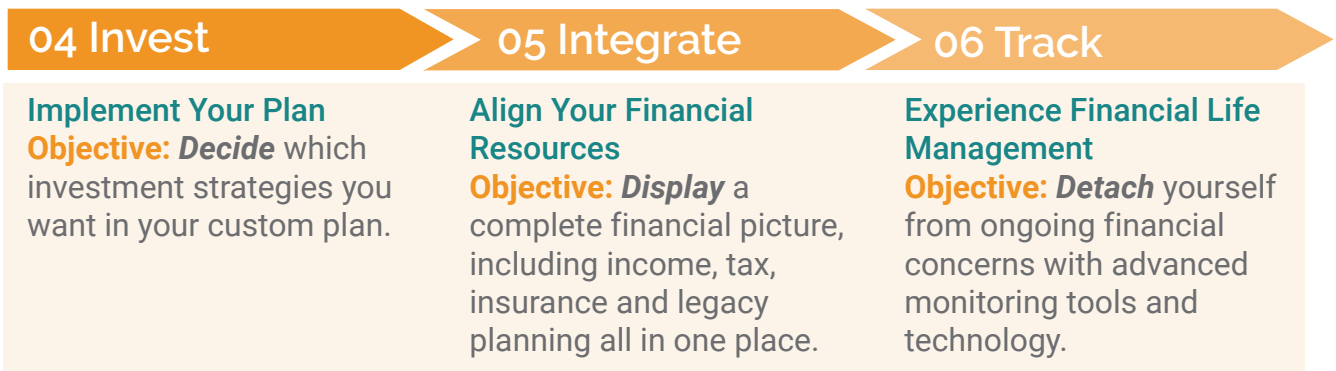 04 Invest
05 Integrate
06 Track
Implement Your Plan
Objective: Decide which
investment strategies you
want in your custom plan.
Align Your Financial
Resources
Objective: Display a
complete financial picture,
including income, tax,
insurance and legacy
planning all in one place.
Experience Financial Life
Management
Objective: Detach yourself
from ongoing financial
concerns with advanced
monitoring tools and
technology.